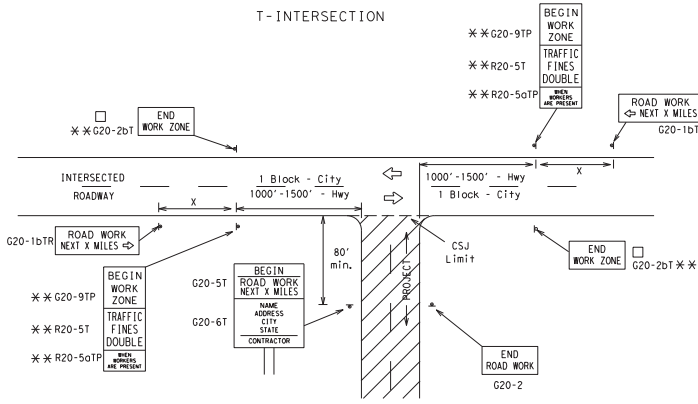 T-INTERSECTION
✶✶G20-9TP
✶✶R20-5T
✶✶R20-5aTP
BEGIN
WORK
ZONE
TRAFFIC
FINES
DOUBLE
WHEN
WORKERS
ARE PRESENT
ROAD WORK
⇦ NEXT X MILES
G20-1bT
□
✶✶G20-2bT
END
WORK ZONE
INTERSECTED
ROADWAY
X
1 Block - City
1000'-1500' - Hwy
1000'-1500' - Hwy
1 Block - City
X
G20-1bTR
ROAD WORK
NEXT X MILES ⇨
80'
min.
PROJECT
CSJ
Limit
END
WORK ZONE
□
G20-2bT ✶✶
✶✶G20-9TP
✶✶R20-5T
✶✶R20-5aTP
BEGIN
WORK
ZONE
TRAFFIC
FINES
DOUBLE
WHEN
WORKERS
ARE PRESENT
G20-5T
G20-6T
BEGIN
ROAD WORK
NEXT X MILES
NAME
ADDRESS
CITY
STATE
CONTRACTOR
END
ROAD WORK
G20-2